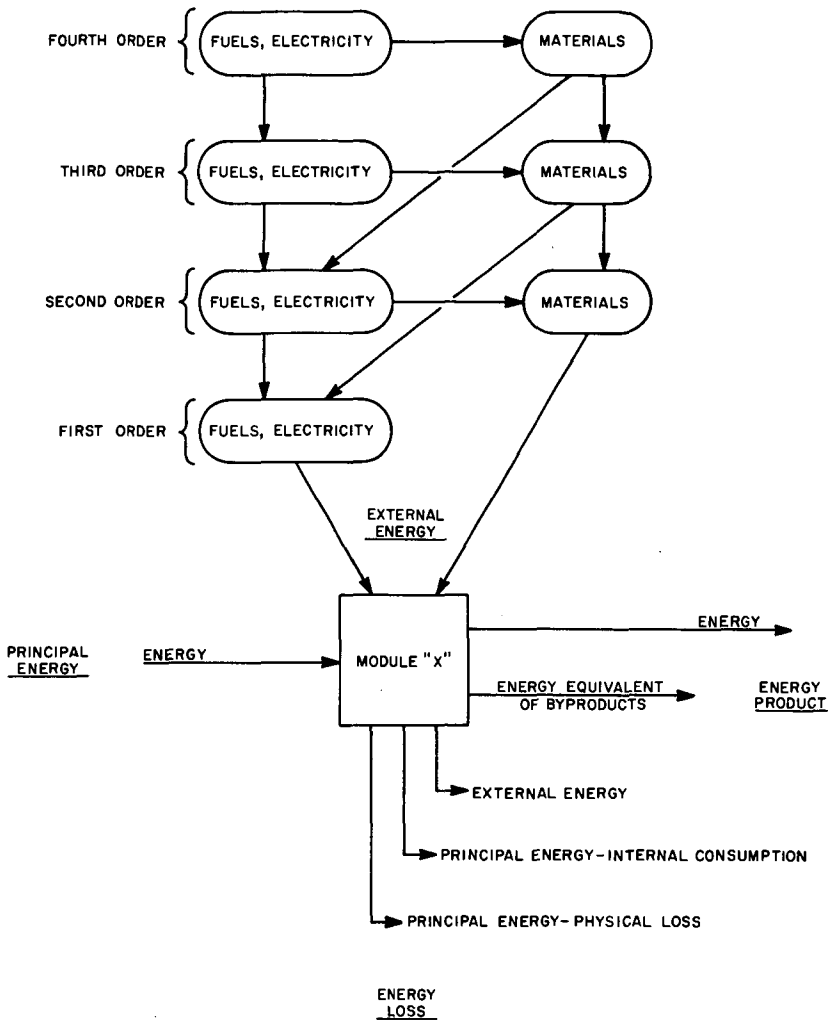 FOURTH ORDER
FUELS, ELECTRICITY
MATERIALS
THIRD ORDER
FUELS, ELECTRICITY
MATERIALS
SECOND ORDER
FUELS, ELECTRICITY
MATERIALS
FIRST ORDER
FUELS, ELECTRICITY
EXTERNAL
ENERGY
PRINCIPAL
ENERGY
ENERGY
MODULE "X"
ENERGY
ENERGY EQUIVALENT
OF BYPRODUCTS
ENERGY
PRODUCT
EXTERNAL ENERGY
PRINCIPAL ENERGY-INTERNAL CONSUMPTION
PRINCIPAL ENERGY-PHYSICAL LOSS
ENERGY
LOSS